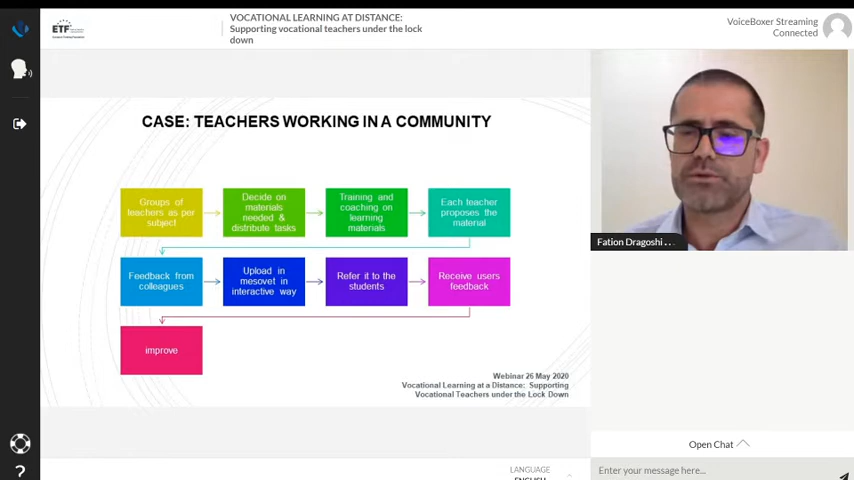 VOCATIONAL LEARNING AT DISTANCE:
Supporting vocational teachers under the lock
down
VoiceBoxer Streaming
Connected
ETF
CASE: TEACHERS WORKING IN A COMMUNITY
Groups of
teachers as per
subject
Decide on
materials
needed &
distribute tasks
Training and
coaching on
learning
materials
Each teacher
proposes the
material
Feedback from
colleagues
Upload in
mesovet in
interactive way
Refer it to the
students
Receive users
feedback
improve
Webinar 26 May 2020
Vocational Learning at a Distance: Supporting
Vocational Teachers under the Lock Down
Fation Dragoshi ...
Open Chat
Enter your message here...
LANGUAGE
ENGLISH
?